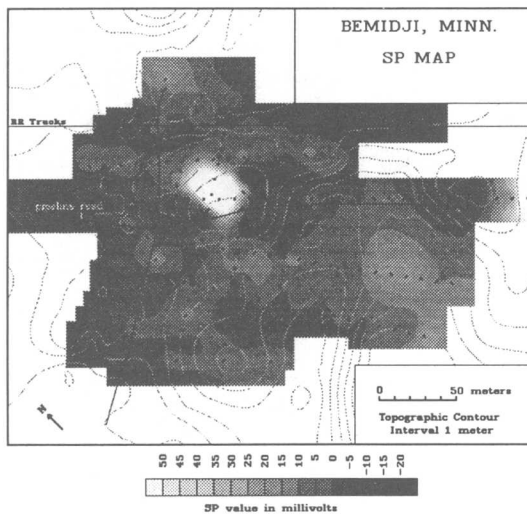 BEMIDJI, MINN.
SP MAP
RR Tracks
N
0 50 meters
Topographic Contour
Interval 1 meter
50 45 40 35 30 25 20 15 10 5 0 -5 -10 -15 -20
SP value in millivolts